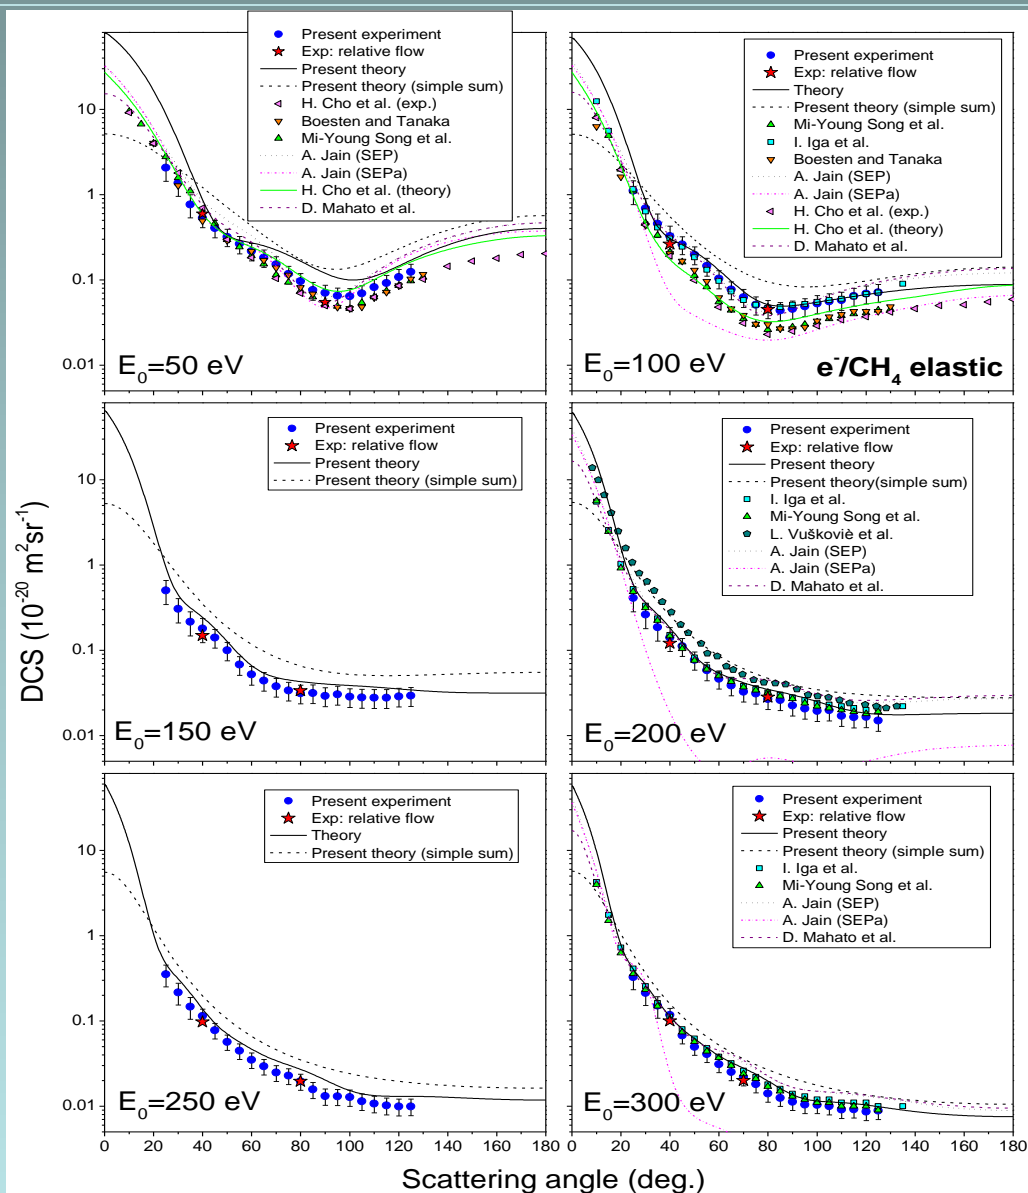 Present experiment
Exp: relative flow
Present theory
Present theory (simple sum)
H. Cho et al. (exp.)
Boesten and Tanaka
Mi-Young Song et al.
A. Jain (SEP)
A. Jain (SEPa)
H. Cho et al. (theory)
D. Mahato et al.
10
1
0.1
0.01
E₀=50 eV
Present experiment
Exp: relative flow
Theory
Present theory (simple sum)
Mi-Young Song et al.
I. Iga et al.
Boesten and Tanaka
A. Jain (SEP)
A. Jain (SEPa)
H. Cho et al. (exp.)
H. Cho et al. (theory)
D. Mahato et al.
E₀=100 eV
e⁻/CH₄ elastic
DCS (10⁻²⁰ m²sr⁻¹)
Present experiment
Exp: relative flow
Present theory
Present theory (simple sum)
10
1
0.1
0.01
E₀=150 eV
Present experiment
Exp: relative flow
Present theory
Present theory(simple sum)
I. Iga et al.
Mi-Young Song et al.
L. Vuškoviè et al.
A. Jain (SEP)
A. Jain (SEPa)
D. Mahato et al.
E₀=200 eV
Present experiment
Exp: relative flow
Theory
Present theory (simple sum)
10
1
0.1
0.01
E₀=250 eV
0 20 40 60 80 100 120 140 160 180
Present experiment
Exp: relative flow
Present theory
Present theory (simple sum)
I. Iga et al.
Mi-Young Song et al.
A. Jain (SEP)
A. Jain (SEPa)
D. Mahato et al.
E₀=300 eV
0 20 40 60 80 100 120 140 160 180
Scattering angle (deg.)